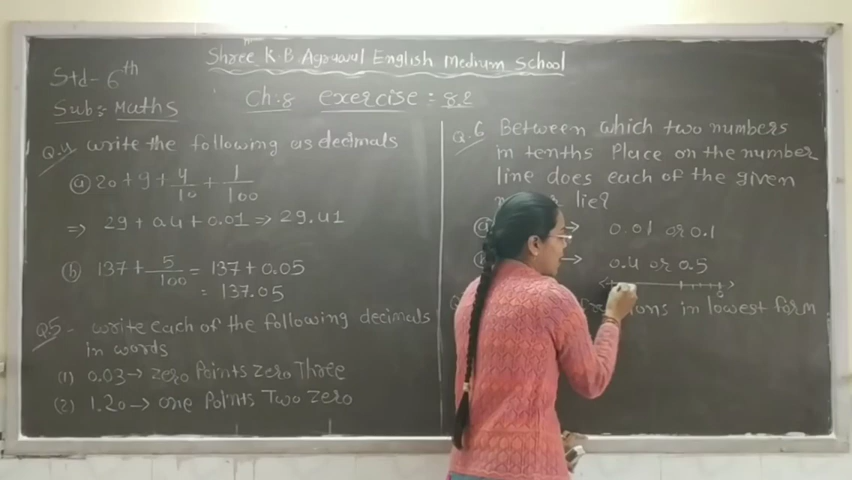 Shree K.B Agrawal English Medium School
Std- 6th
Sub:- Maths
Ch:8 exercise = 8.2
Q.4 write the following as decimals
(a) 20 + 9 + 4/10 + 1/100
=> 29 + 0.4 + 0.01 => 29.41
(b) 137 + 5/100 = 137 + 0.05
= 137.05
Q5 - write each of the following decimals
in words
(1) 0.03 → zero Points zero Three
(2) 1.20 → one Points Two zero
Q.6 Between which two numbers
in tenths Place on the number
line does each of the given
lie?
→ 0.01 or 0.1
→ 0.4 or 0.5
in lowest form